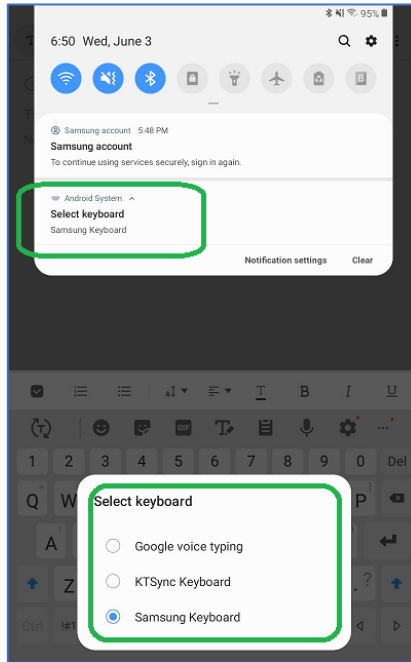 95%
6:50 Wed, June 3
Samsung account 5:48 PM
Samsung account
To continue using services securely, sign in again.
Android System
Select keyboard
Samsung Keyboard
Notification settings Clear
T B I U
GIF
1 2 3 4 5 6 7 8 9 0 Del
Q W P
Select keyboard
A
Google voice typing
KTSync Keyboard
Z ?
Samsung Keyboard
Ctrl !#1